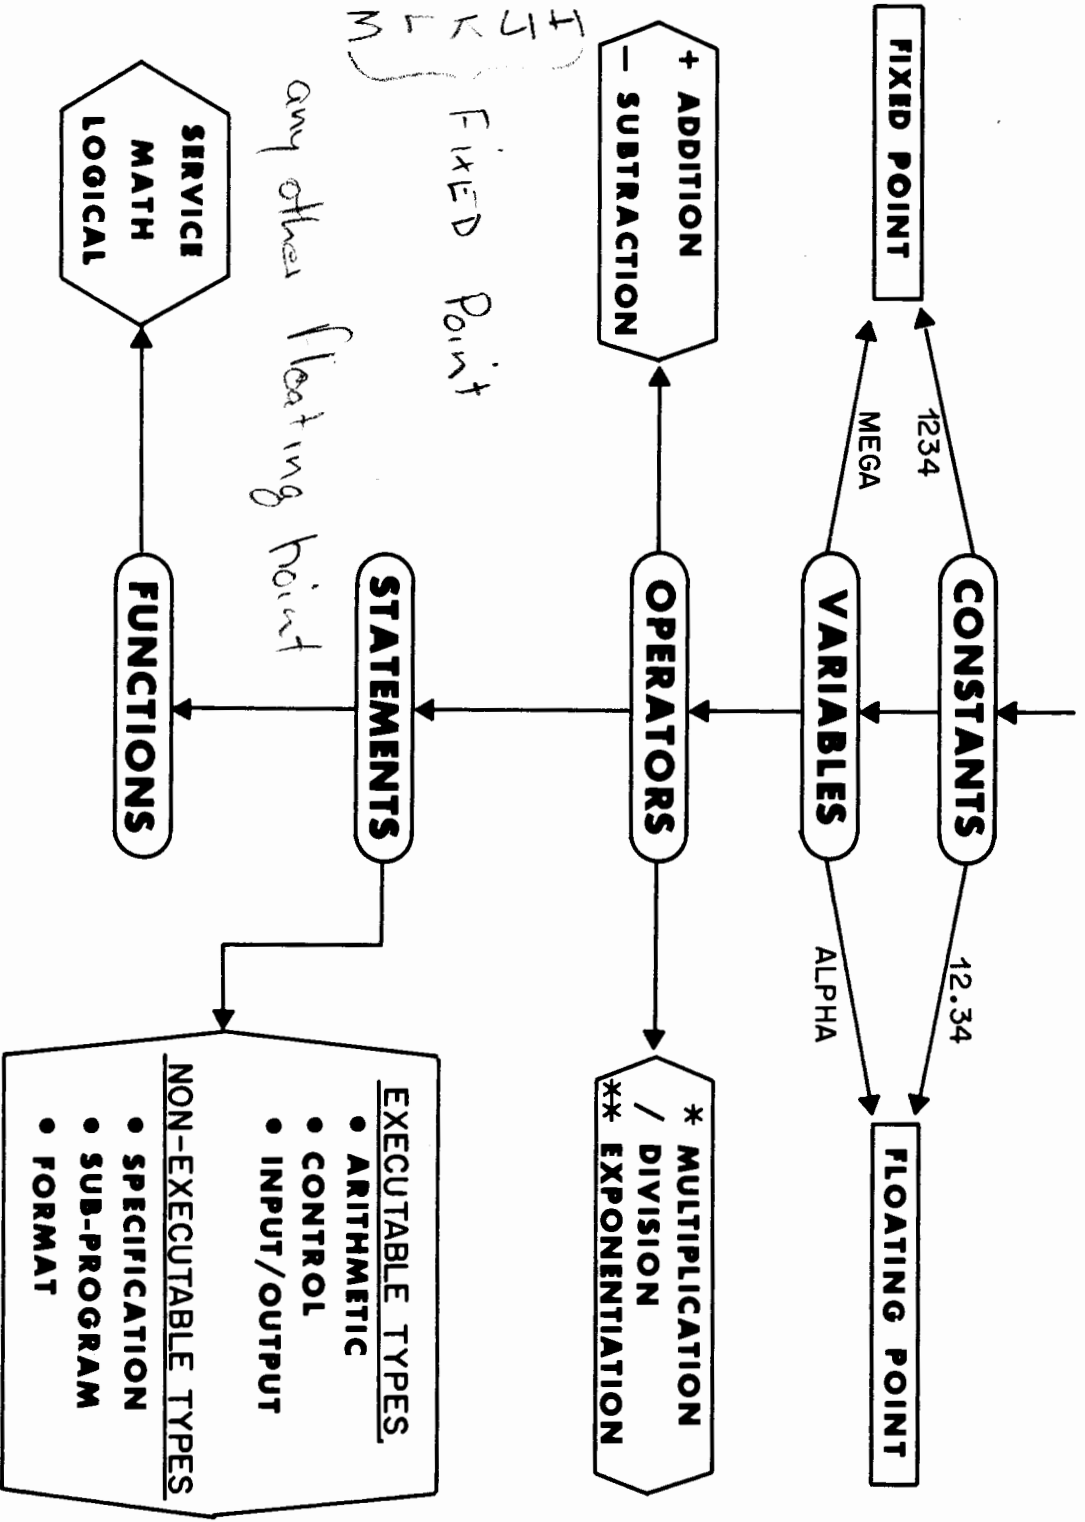 CONSTANTS
1234
12.34
FIXED POINT
FLOATING POINT
VARIABLES
MEGA
ALPHA
+ ADDITION
− SUBTRACTION
OPERATORS
* MULTIPLICATION
/ DIVISION
** EXPONENTIATION
FIXED Point
any other floating point
STATEMENTS
EXECUTABLE TYPES
• ARITHMETIC
• CONTROL
• INPUT/OUTPUT
NON-EXECUTABLE TYPES
• SPECIFICATION
• SUB-PROGRAM
• FORMAT
SERVICE
MATH
LOGICAL
FUNCTIONS